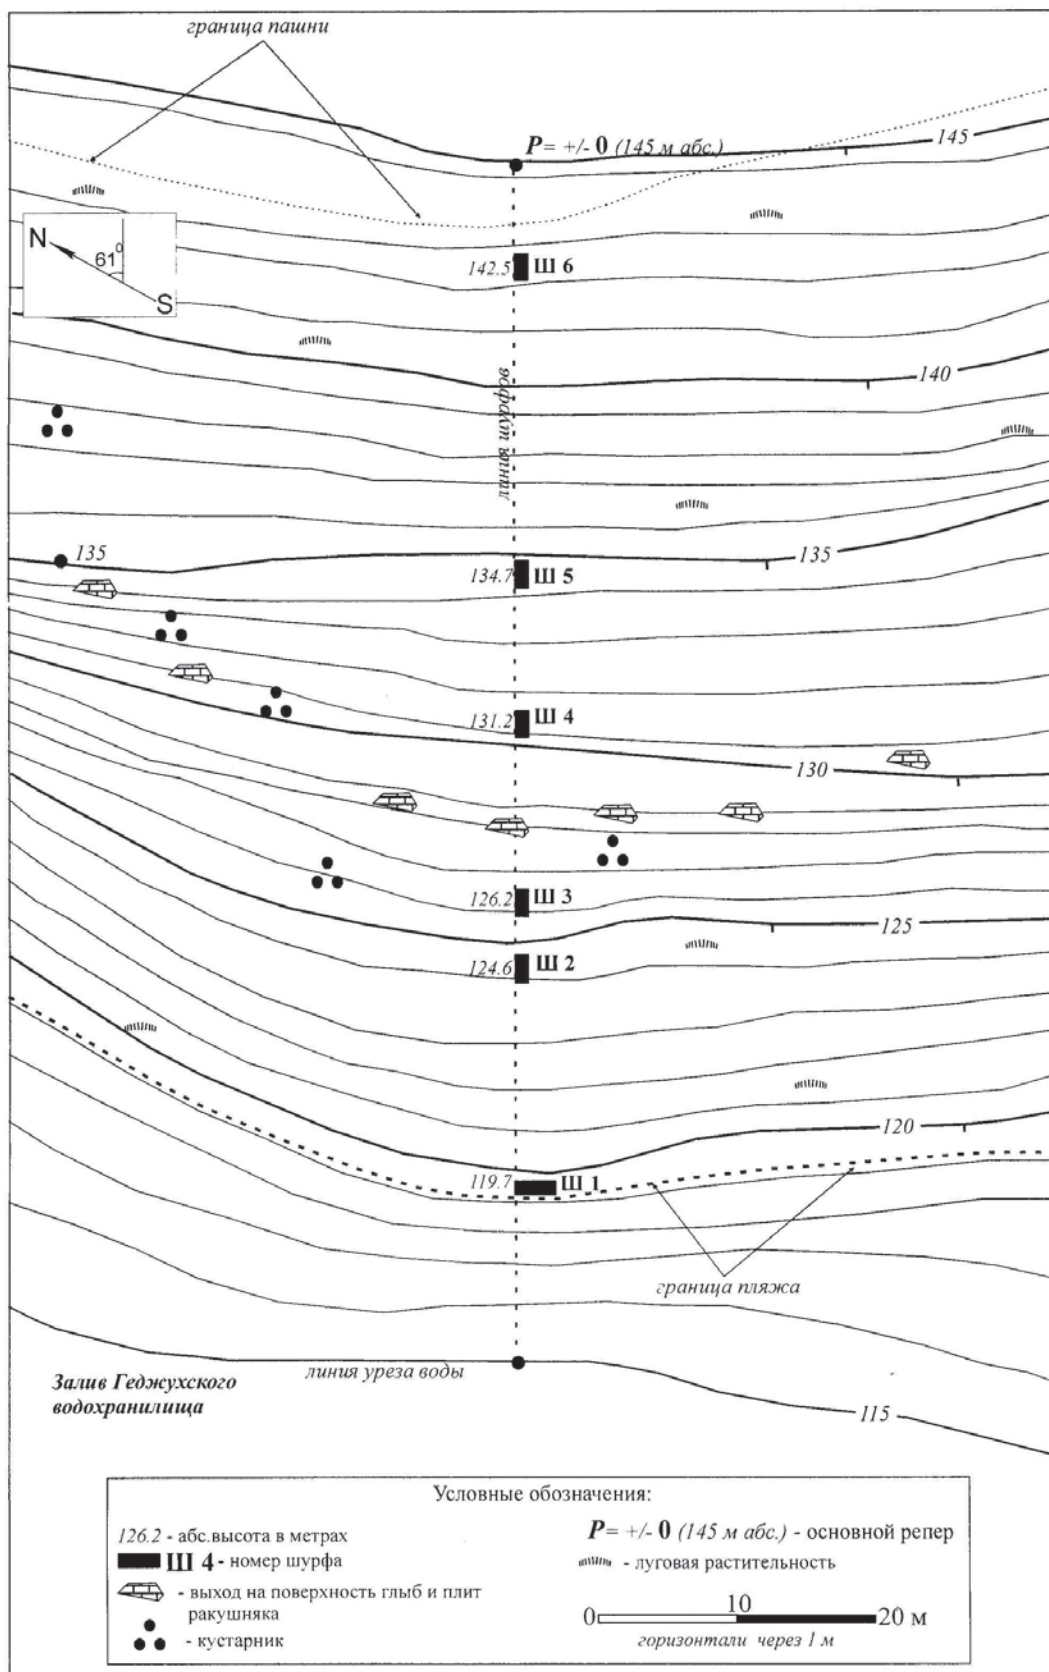 граница пашни
P= +/- 0 (145 м абс.)
145
N
61⁰
S
142.5 Ш 6
140
линия шурфов
135
135
134.7 Ш 5
131.2 Ш 4
130
126.2 Ш 3
125
124.6 Ш 2
120
119.7 Ш 1
граница пляжа
линия уреза воды
Залив Геджухского
водохранилища
115
Условные обозначения:
126.2 - абс.высота в метрах
Ш 4 - номер шурфа
- выход на поверхность глыб и плит
ракушняка
- кустарник
P= +/- 0 (145 м абс.) - основной репер
- луговая растительность
0 10 20 м
горизонтали через 1 м